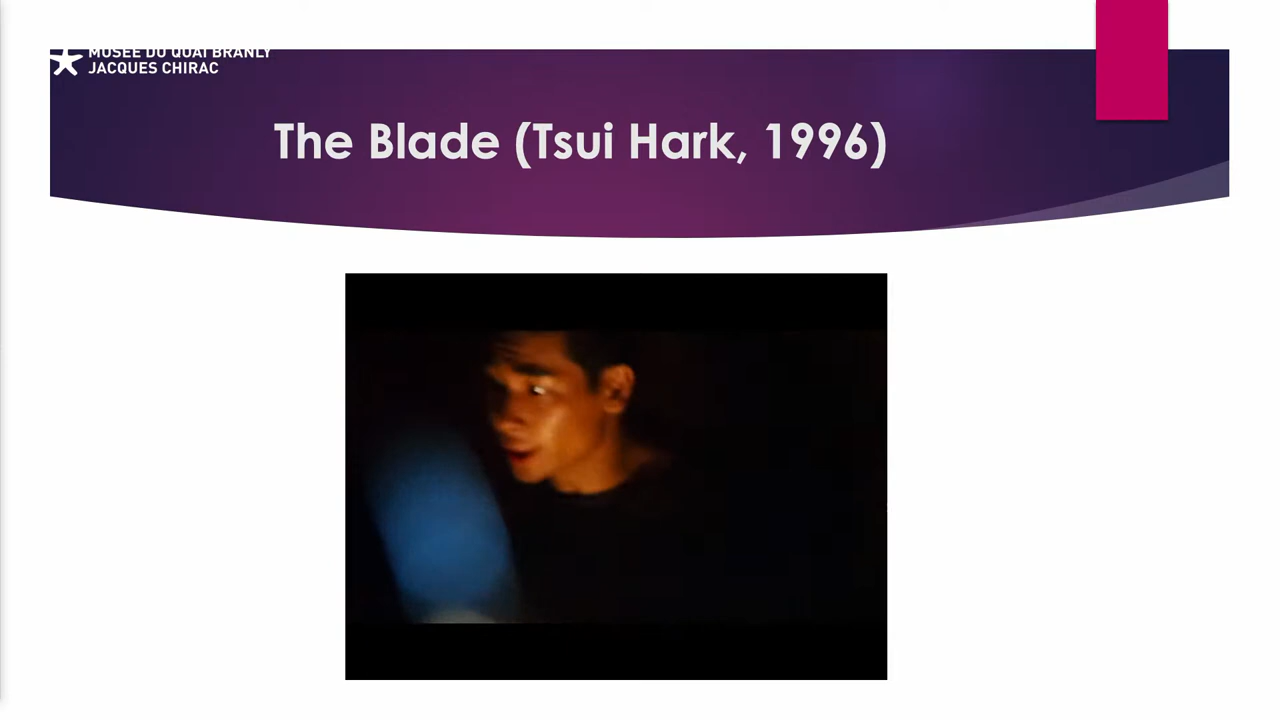 MUSÉE DU QUAI BRANLY
JACQUES CHIRAC
The Blade (Tsui Hark, 1996)